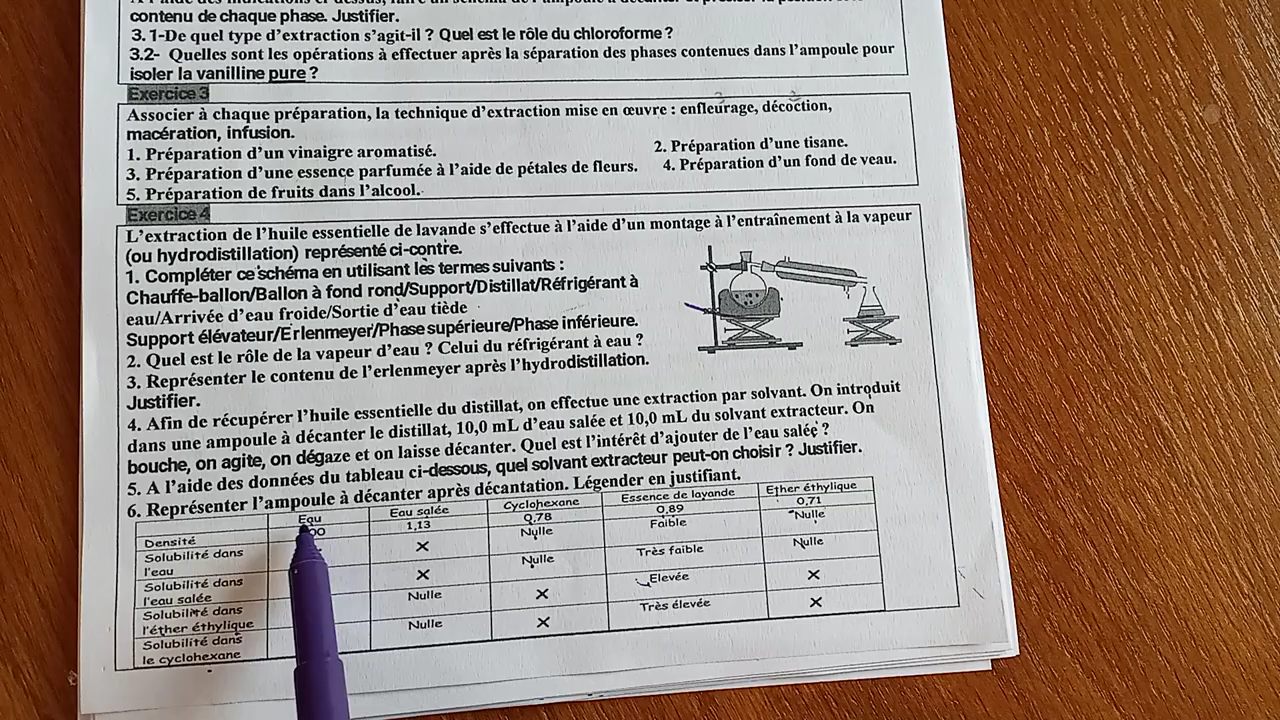 contenu de chaque phase. Justifier.
3.1-De quel type d'extraction s'agit-il ? Quel est le rôle du chloroforme ?
3.2- Quelles sont les opérations à effectuer après la séparation des phases contenues dans l'ampoule pour
isoler la vanilline pure ?
Exercice 3
Associer à chaque préparation, la technique d'extraction mise en œuvre : enfleurage, décoction,
macération, infusion.
1. Préparation d'un vinaigre aromatisé.
2. Préparation d'une tisane.
3. Préparation d'une essence parfumée à l'aide de pétales de fleurs.
4. Préparation d'un fond de veau.
5. Préparation de fruits dans l'alcool.
Exercice 4
L'extraction de l'huile essentielle de lavande s'effectue à l'aide d'un montage à l'entraînement à la vapeur
(ou hydrodistillation) représenté ci-contre.
1. Compléter ce schéma en utilisant les termes suivants :
Chauffe-ballon/Ballon à fond rond/Support/Distillat/Réfrigérant à
eau/Arrivée d'eau froide/Sortie d'eau tiède
Support élévateur/Erlenmeyer/Phase supérieure/Phase inférieure.
2. Quel est le rôle de la vapeur d'eau ? Celui du réfrigérant à eau ?
3. Représenter le contenu de l'erlenmeyer après l'hydrodistillation.
Justifier.
4. Afin de récupérer l'huile essentielle du distillat, on effectue une extraction par solvant. On introduit
dans une ampoule à décanter le distillat, 10,0 mL d'eau salée et 10,0 mL du solvant extracteur. On
bouche, on agite, on dégaze et on laisse décanter. Quel est l'intérêt d'ajouter de l'eau salée ?
5. A l'aide des données du tableau ci-dessous, quel solvant extracteur peut-on choisir ? Justifier.
6. Représenter l'ampoule à décanter après décantation. Légender en justifiant.
Eau Eau salée Cyclohexane Essence de lavande Ether éthylique
Densité 1,13 0,78 0,89 0,71
Solubilité dans l'eau X Nulle Faible Nulle
Solubilité dans l'eau salée X Nulle Très faible Nulle
Solubilité dans l'éther éthylique Nulle X Elevée X
Solubilité dans le cyclohexane Nulle X Très élevée X